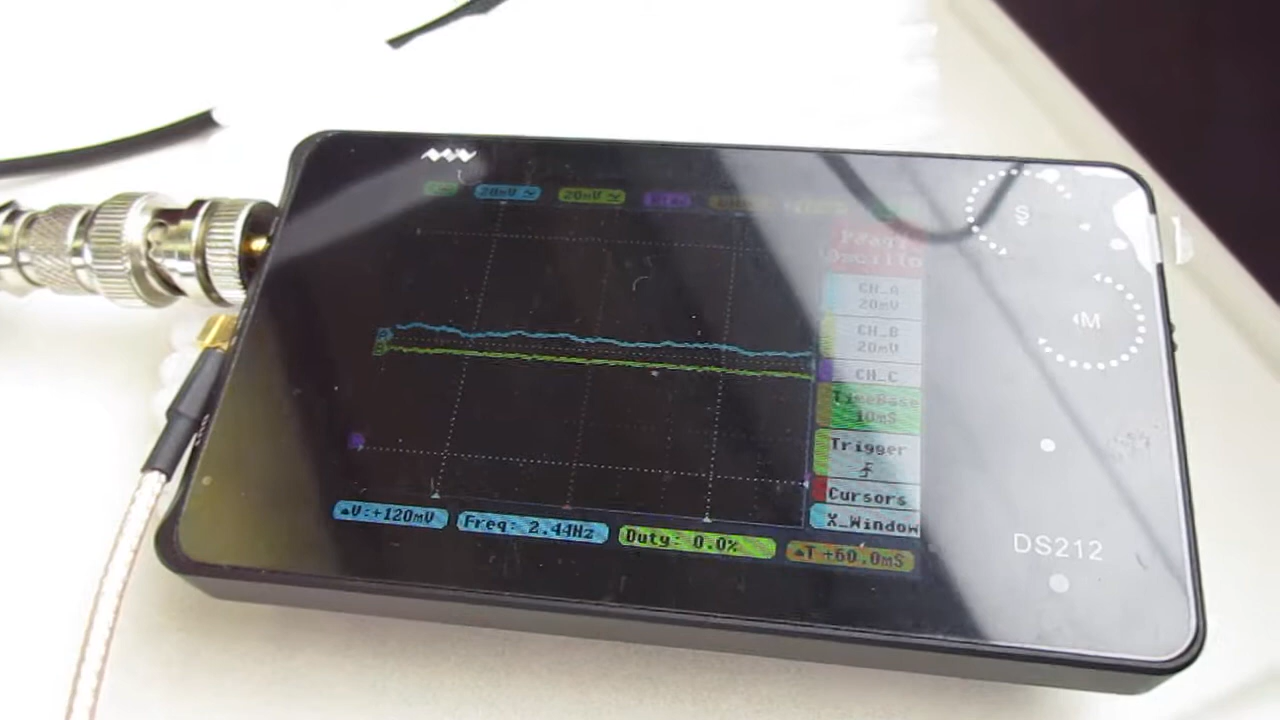 20mV
20mV
S
CH_A
20mV
M
CH_B
20mV
CH_C
TimeBase
10mS
Trigger
Cursors
X_Window
▲V:+120mV
Freq: 2.44Hz
Duty: 0.0%
▲T +60.0mS
DS212